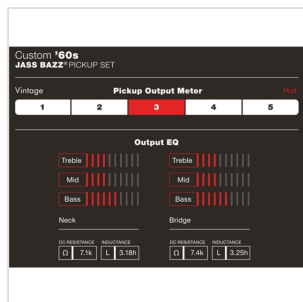 Custom '60s
JASS BAZZ® PICKUP SET
Vintage Pickup Output Meter Hot
1 2 3 4 5
Output EQ
Treble Treble
Mid Mid
Bass Bass
Neck Bridge
DC RESISTANCE INDUCTANCE DC RESISTANCE INDUCTANCE
Ω 7.1k L 3.18h Ω 7.4k L 3.25h